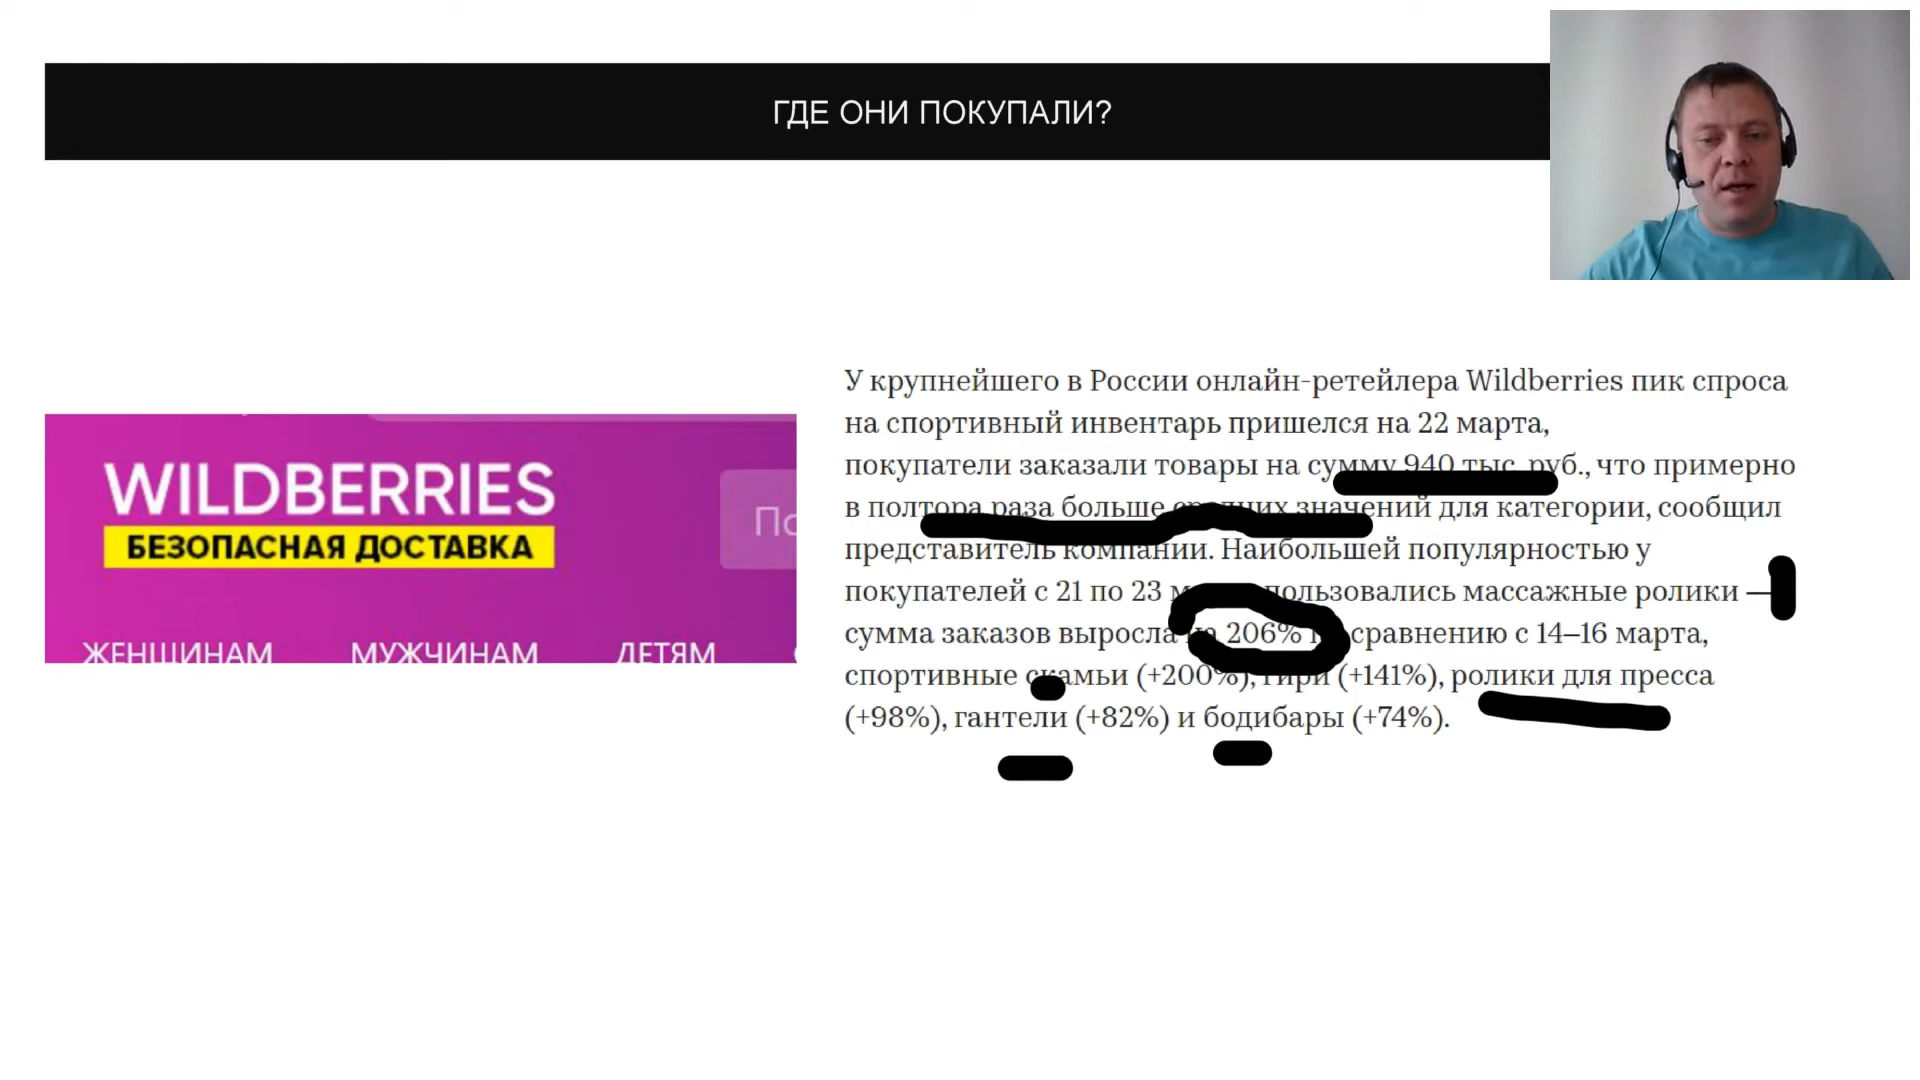 ГДЕ ОНИ ПОКУПАЛИ?
WILDBERRIES
БЕЗОПАСНАЯ ДОСТАВКА
По
ЖЕНЩИНАМ МУЖЧИНАМ ДЕТЯМ
У крупнейшего в России онлайн-ретейлера Wildberries пик спроса
на спортивный инвентарь пришелся на 22 марта,
покупатели заказали товары на сумму 940 тыс. руб., что примерно
в полтора раза больше средних значений для категории, сообщил
представитель компании. Наибольшей популярностью у
покупателей с 21 по 23 пользовались массажные ролики —
сумма заказов выросла на 206% сравнению с 14–16 марта,
спортивные скамьи (+200%), гири (+141%), ролики для пресса
(+98%), гантели (+82%) и бодибары (+74%).